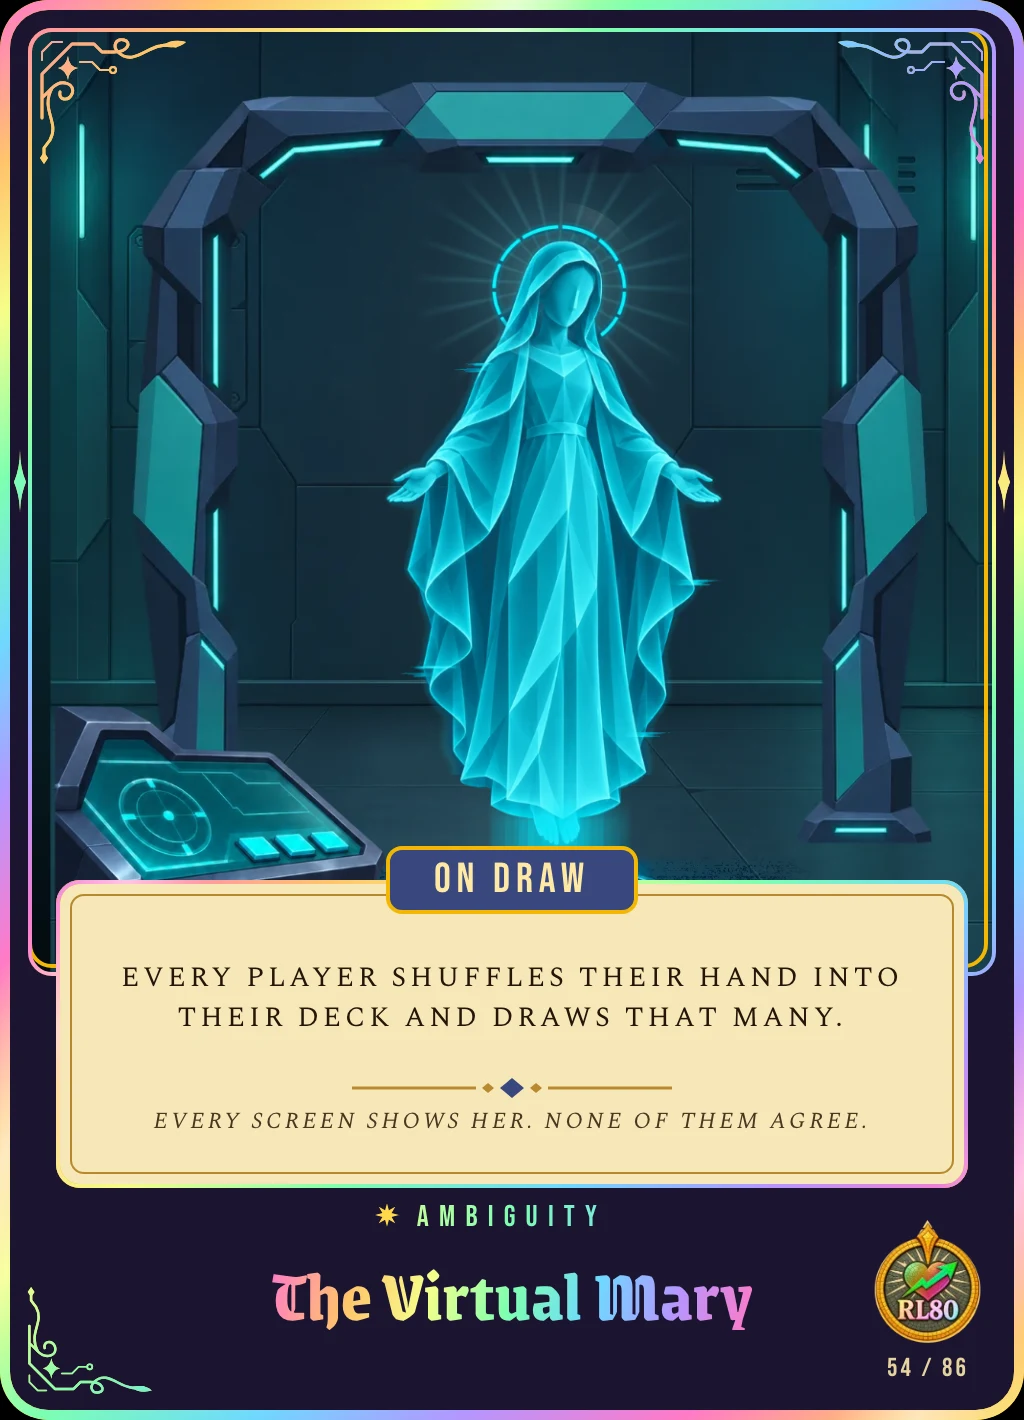 ON DRAW
EVERY PLAYER SHUFFLES THEIR HAND INTO
THEIR DECK AND DRAWS THAT MANY.
EVERY SCREEN SHOWS HER. NONE OF THEM AGREE.
AMBIGUITY
The Virtual Mary
RL80
54 / 86